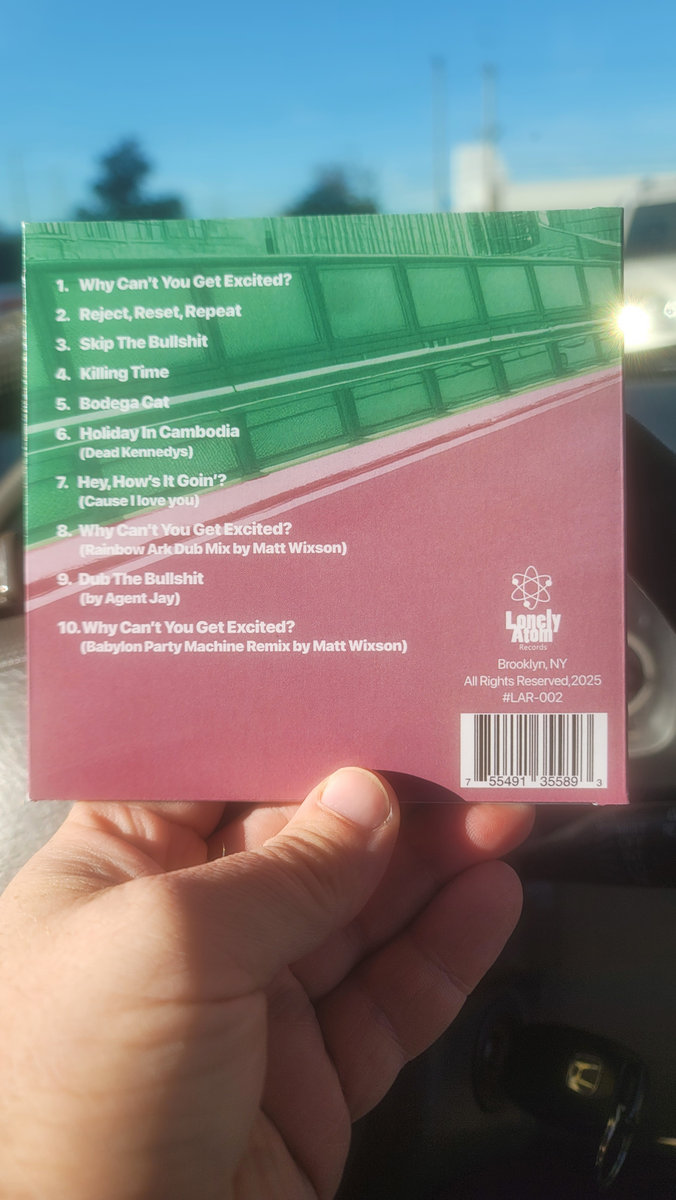 1. Why Can't You Get Excited?
2. Reject, Reset, Repeat
3. Skip The Bullshit
4. Killing Time
5. Bodega Cat
6. Holiday In Cambodia
(Dead Kennedys)
7. Hey, How's It Goin'?
(Cause I love you)
8. Why Can't You Get Excited?
(Rainbow Ark Dub Mix by Matt Wixson)
9. Dub The Bullshit
(by Agent Jay)
10. Why Can't You Get Excited?
(Babylon Party Machine Remix by Matt Wixson)
Lonely
Atom
Records
Brooklyn, NY
All Rights Reserved, 2025
#LAR-002
7 55491 35589 3